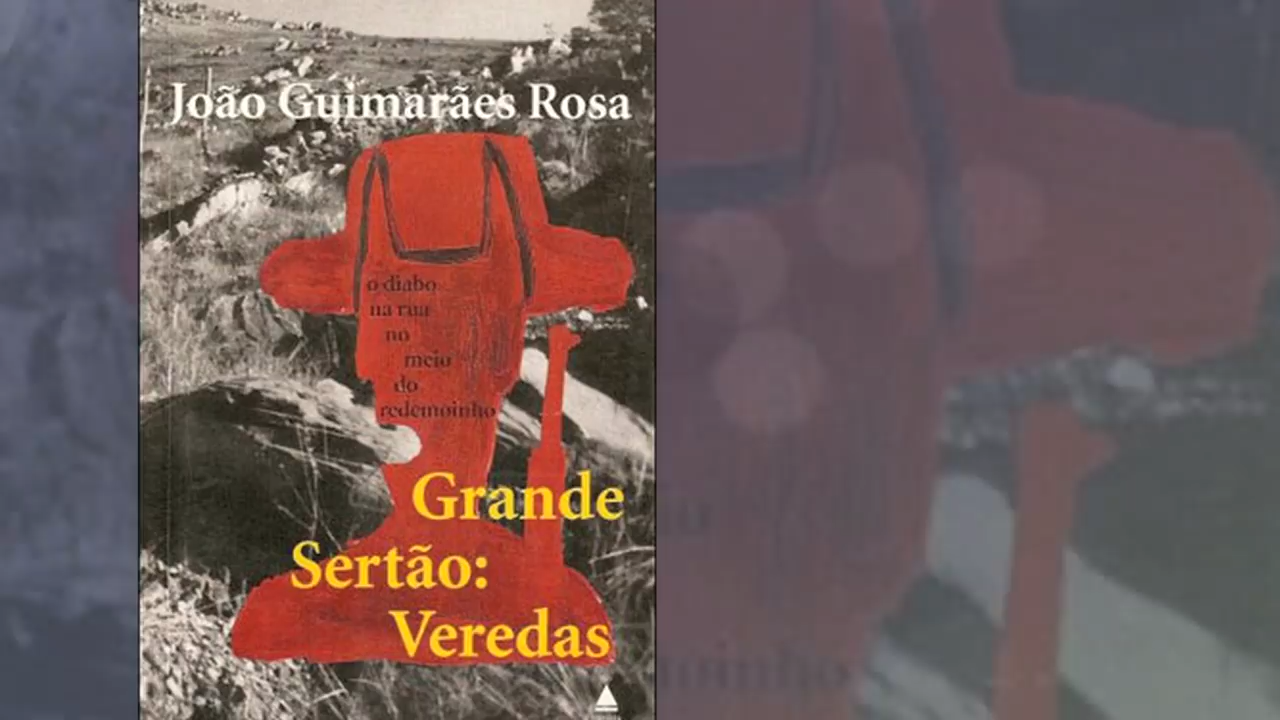 João Guimarães Rosa
o diabo
na rua
no
meio
do
redemoinho
Grande
Sertão:
Veredas